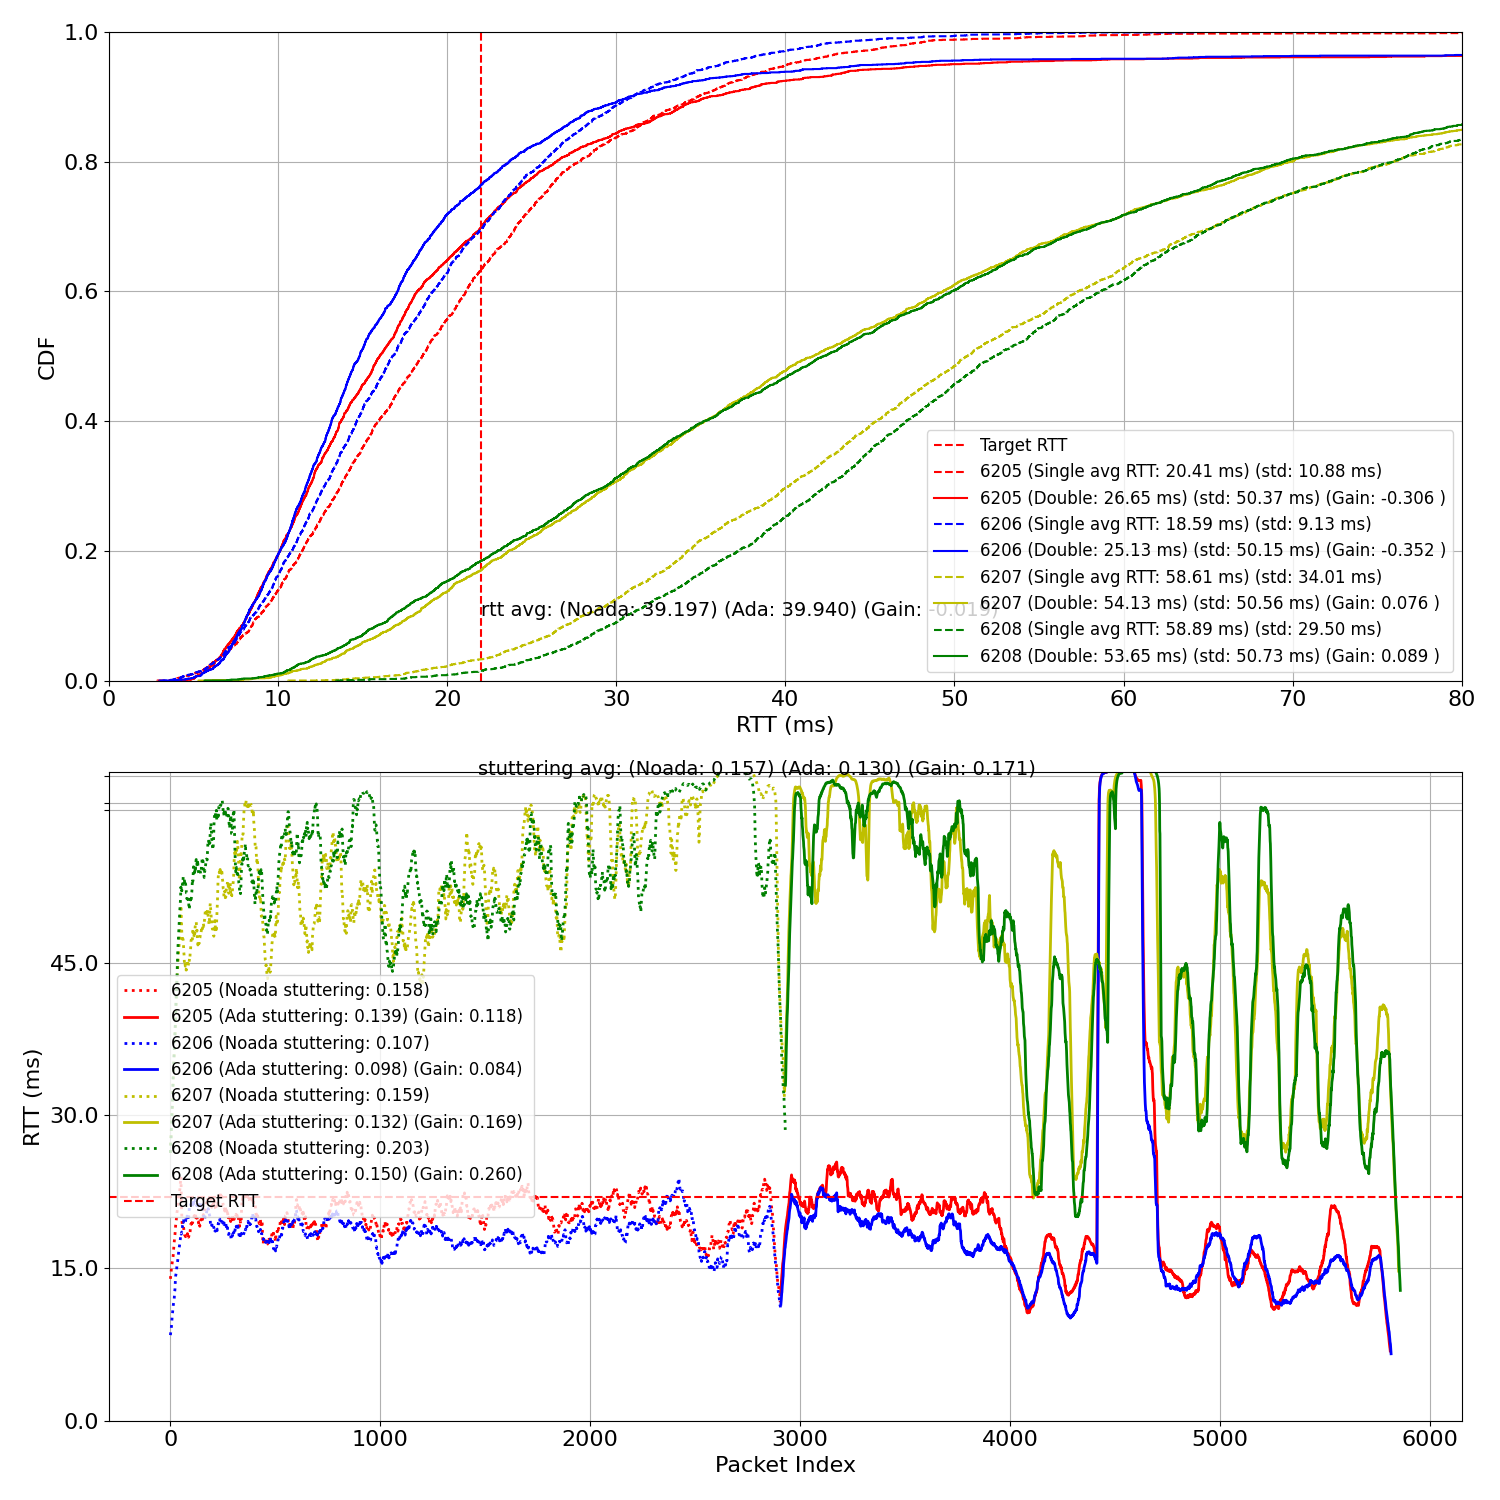 1.0
0.8
0.6
0.4
0.2
0.0
CDF
0
10
20
30
40
50
60
70
80
RTT (ms)
rtt avg: (Noada: 39.197) (Ada: 39.940) (Gain: -0.019)
Target RTT
6205 (Single avg RTT: 20.41 ms) (std: 10.88 ms)
6205 (Double: 26.65 ms) (std: 50.37 ms) (Gain: -0.306 )
6206 (Single avg RTT: 18.59 ms) (std: 9.13 ms)
6206 (Double: 25.13 ms) (std: 50.15 ms) (Gain: -0.352 )
6207 (Single avg RTT: 58.61 ms) (std: 34.01 ms)
6207 (Double: 54.13 ms) (std: 50.56 ms) (Gain: 0.076 )
6208 (Single avg RTT: 58.89 ms) (std: 29.50 ms)
6208 (Double: 53.65 ms) (std: 50.73 ms) (Gain: 0.089 )
stuttering avg: (Noada: 0.157) (Ada: 0.130) (Gain: 0.171)
45.0
30.0
15.0
0.0
RTT (ms)
6205 (Noada stuttering: 0.158)
6205 (Ada stuttering: 0.139) (Gain: 0.118)
6206 (Noada stuttering: 0.107)
6206 (Ada stuttering: 0.098) (Gain: 0.084)
6207 (Noada stuttering: 0.159)
6207 (Ada stuttering: 0.132) (Gain: 0.169)
6208 (Noada stuttering: 0.203)
6208 (Ada stuttering: 0.150) (Gain: 0.260)
Target RTT
0
1000
2000
3000
4000
5000
6000
Packet Index